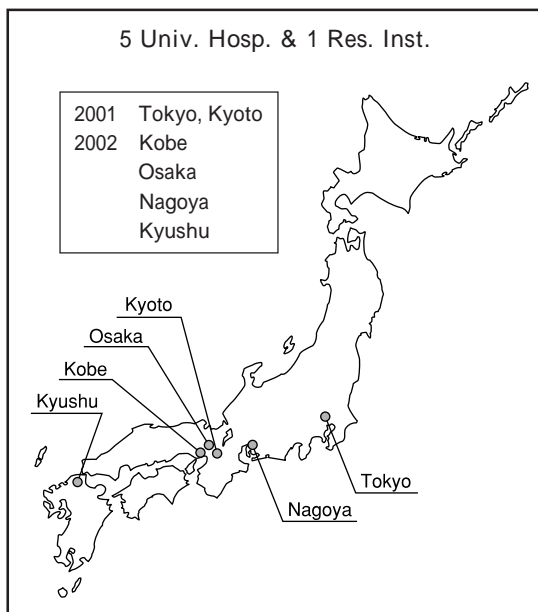 5 Univ. Hosp. & 1 Res. Inst.
2001 Tokyo, Kyoto
2002 Kobe
Osaka
Nagoya
Kyushu
Kyoto
Osaka
Kobe
Kyushu
Tokyo
Nagoya